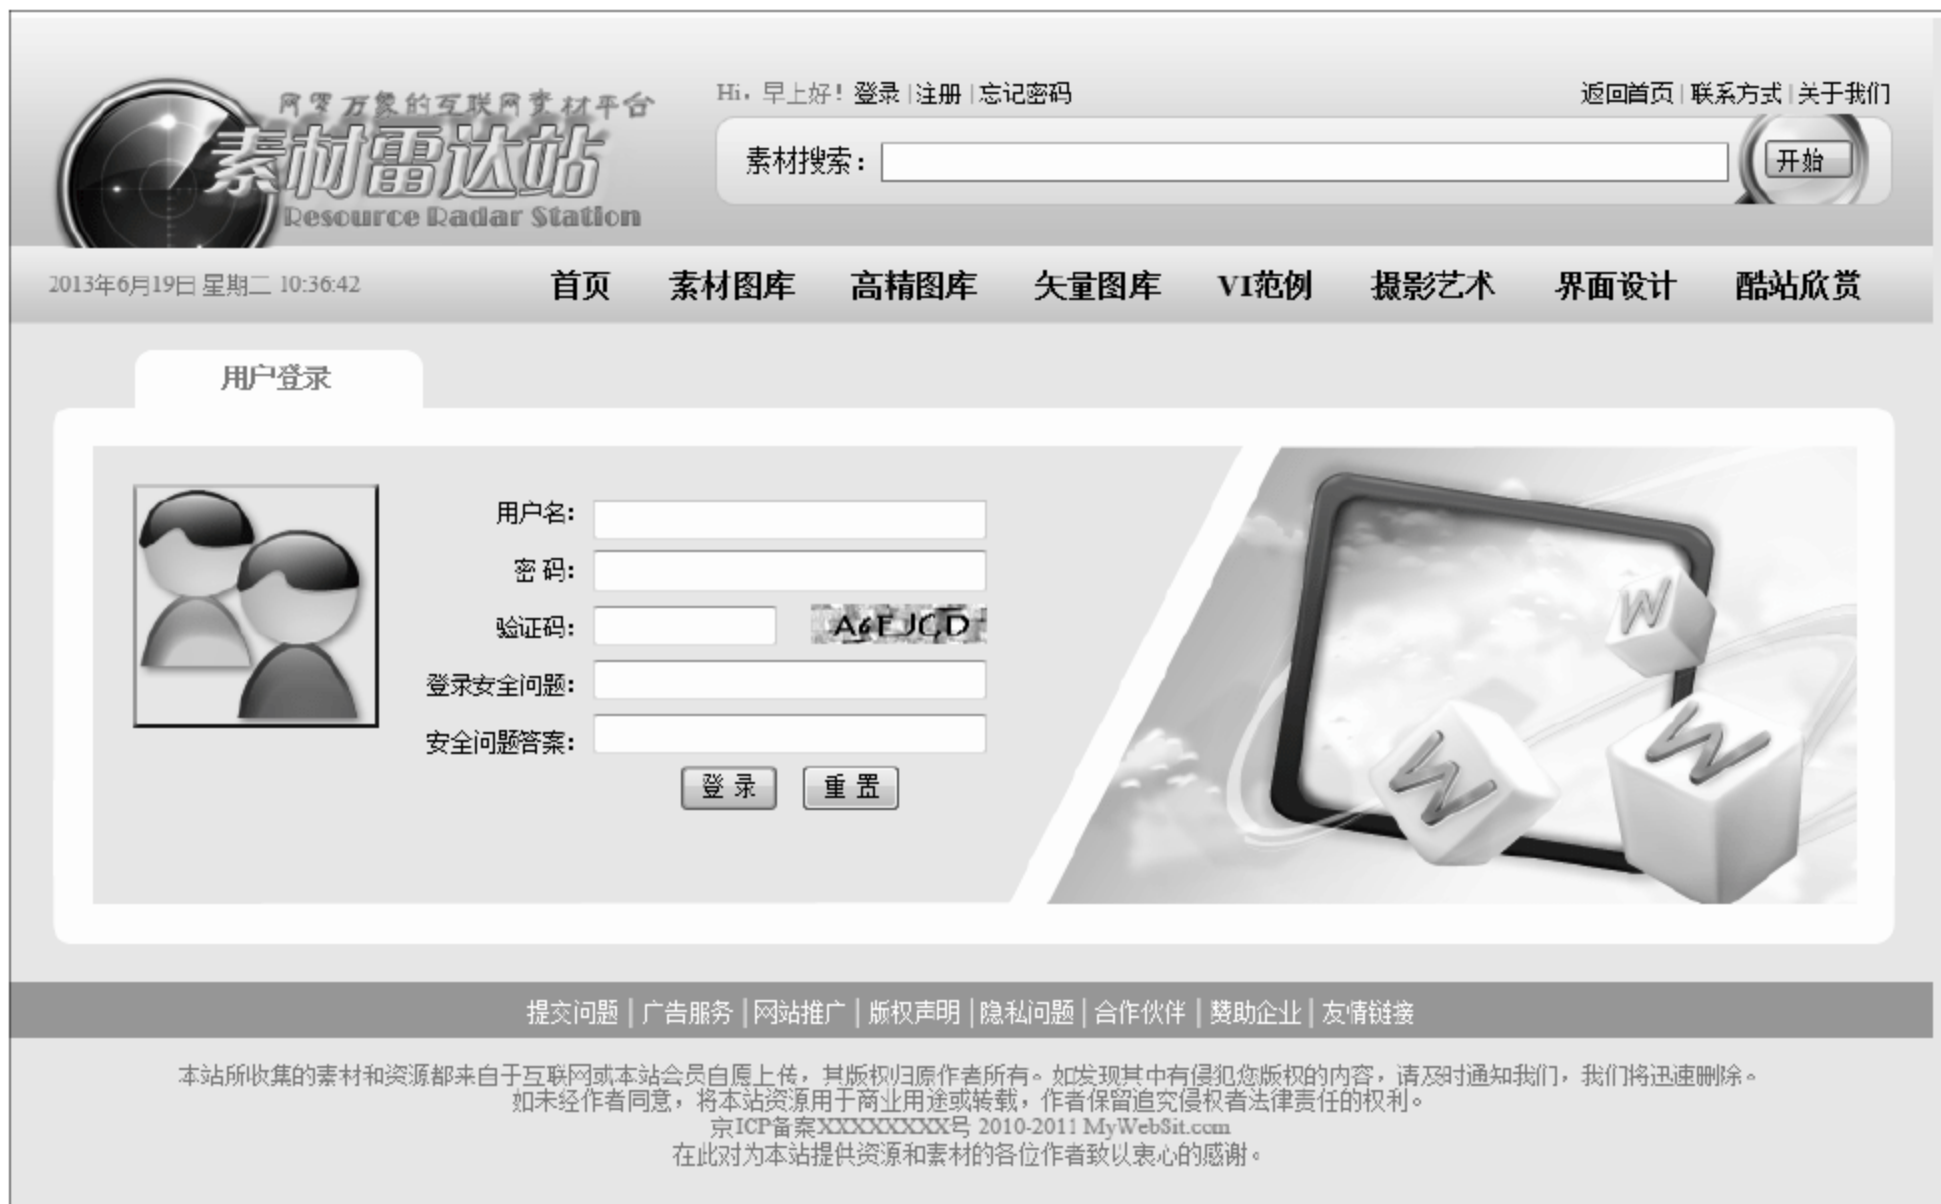 网罗万象的互联网素材平台
素材雷达站
Resource Radar Station
Hi，早上好！登录|注册|忘记密码
返回首页|联系方式|关于我们
素材搜索：
开始
2013年6月19日 星期二 10:36:42
首页 素材图库 高精图库 矢量图库 VI范例 摄影艺术 界面设计 酷站欣赏
用户登录
用户名：
密 码：
验证码：
A6EJCD
登录安全问题：
安全问题答案：
登 录 重 置
W
W
W
提交问题|广告服务|网站推广|版权声明|隐私问题|合作伙伴|赞助企业|友情链接
本站所收集的素材和资源都来自于互联网或本站会员自愿上传，其版权归原作者所有。如发现其中有侵犯您版权的内容，请及时通知我们，我们将迅速删除。
如未经作者同意，将本站资源用于商业用途或转载，作者保留追究侵权者法律责任的权利。
京ICP备案XXXXXXXX号 2010-2011 MyWebSit.com
在此对为本站提供资源和素材的各位作者致以衷心的感谢。